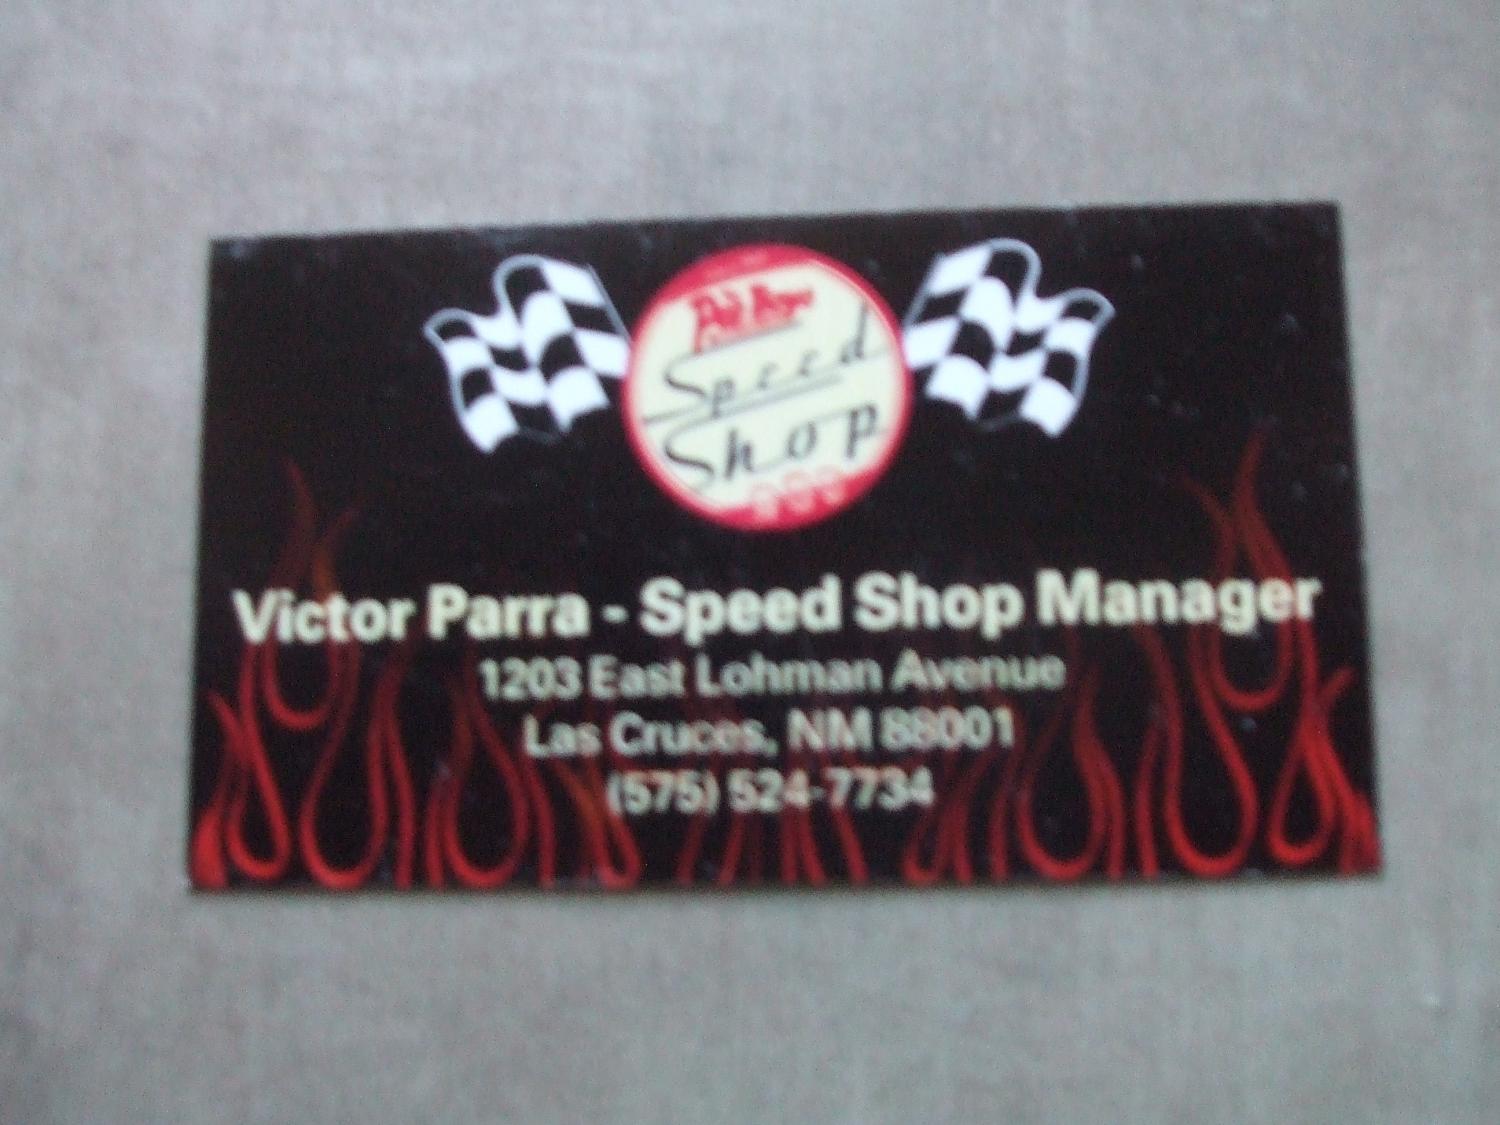 Speed
Shop
Victor Parra - Speed Shop Manager
1203 East Lohman Avenue
Las Cruces, NM 88001
(575) 524-7734